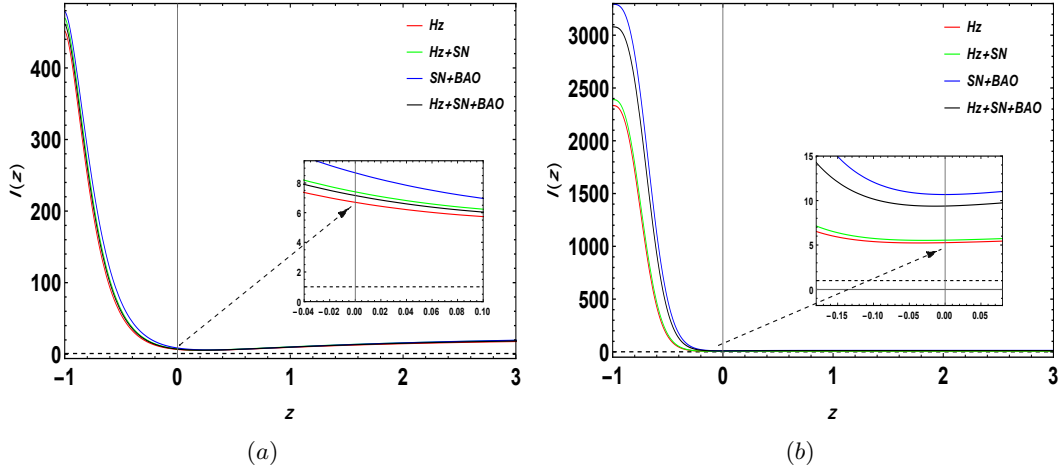 Hz
Hz+SN
SN+BAO
Hz+SN+BAO
I(z)
400
300
200
100
0
−1 0 1 2 3
z
8
6
4
2
0
−0.04 −0.02 0.00 0.02 0.04 0.06 0.08 0.10
(a)
Hz
Hz+SN
SN+BAO
Hz+SN+BAO
I(z)
3000
2500
2000
1500
1000
500
0
−1 0 1 2 3
z
15
10
5
0
−0.15 −0.10 −0.05 0.00 0.05
(b)